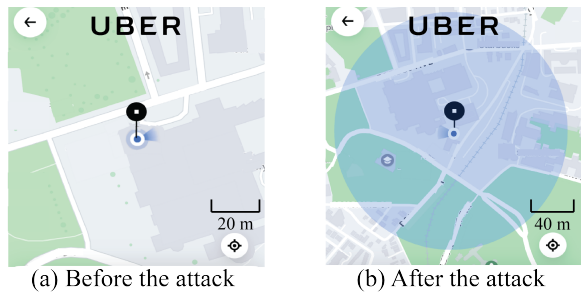 UBER
20 m
(a) Before the attack
UBER
40 m
(b) After the attack